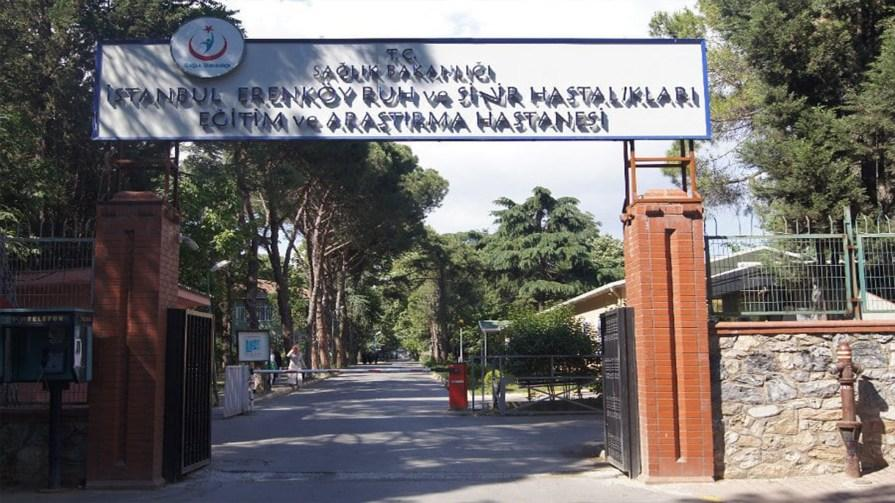 T.C.
SAĞLIK BAKANLIĞI
İSTANBUL ERENKÖY RUH ve SİNİR HASTALIKLARI
EĞİTİM ve ARAŞTIRMA HASTANESİ
TELEFON